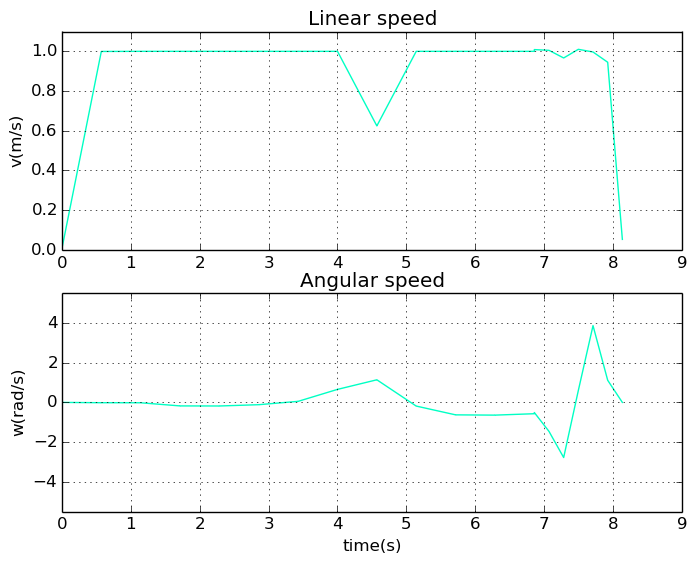 Linear speed
1.0
0.8
0.6
0.4
0.2
0.0
v(m/s)
0 1 2 3 4 5 6 7 8 9
Angular speed
4
2
0
−2
−4
w(rad/s)
0 1 2 3 4 5 6 7 8 9
time(s)